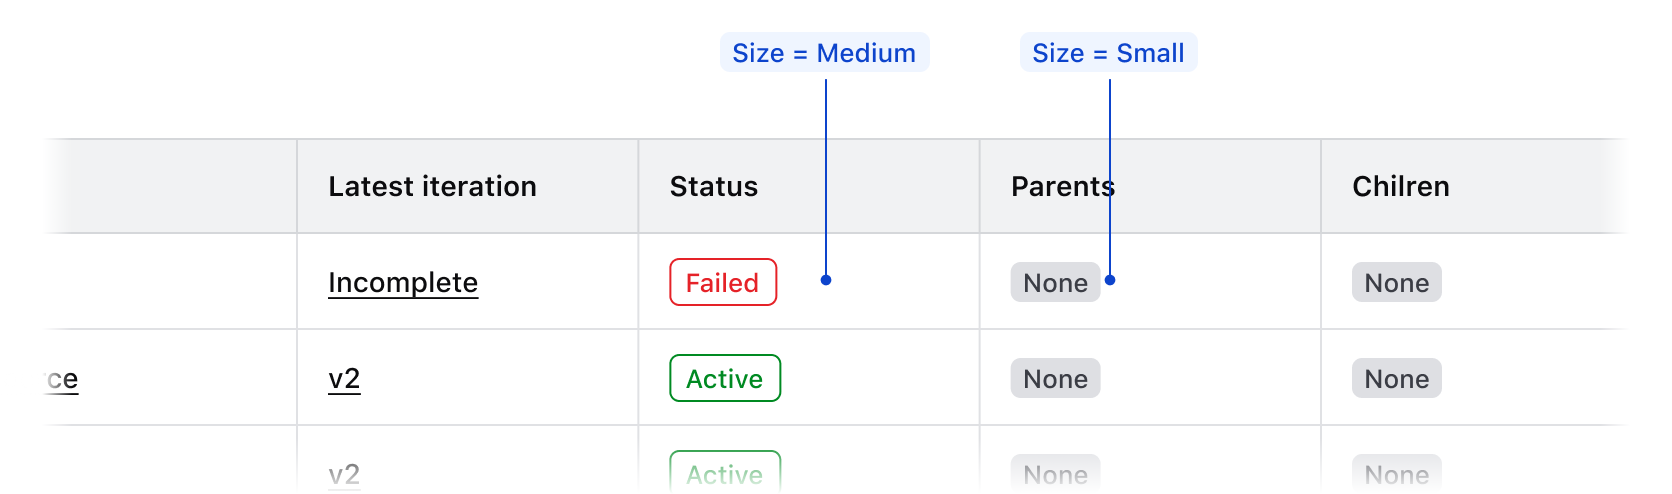 Size = Medium Size = Small
Latest iteration Status Parents Chilren
Incomplete Failed None None
ce v2 Active None None
v2 Active None None